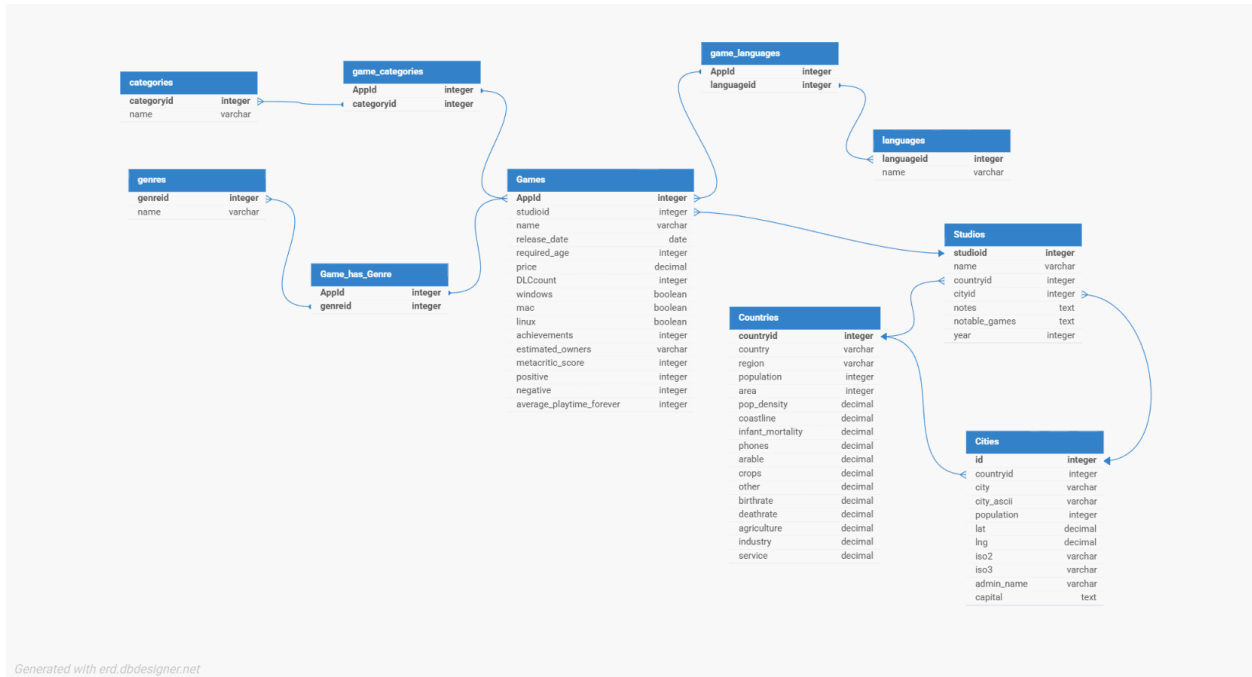 categories
categoryid integer
name varchar
game_categories
AppId integer
categoryid integer
game_languages
AppId integer
languageid integer
languages
languageid integer
name varchar
genres
genreid integer
name varchar
Game_has_Genre
AppId integer
genreid integer
Games
AppId integer
studioid integer
name varchar
release_date date
required_age integer
price decimal
DLCcount integer
windows boolean
mac boolean
linux boolean
achievements integer
estimated_owners varchar
metacritic_score integer
positive integer
negative integer
average_playtime_forever integer
Studios
studioid integer
name varchar
countryid integer
cityid integer
notes text
notable_games text
year integer
Countries
countryid integer
country varchar
region varchar
population integer
area integer
pop_density decimal
coastline decimal
infant_mortality decimal
phones decimal
arable decimal
crops decimal
other decimal
birthrate decimal
deathrate decimal
agriculture decimal
industry decimal
service decimal
Cities
id integer
countryid integer
city varchar
city_ascii varchar
population integer
lat decimal
lng decimal
iso2 varchar
iso3 varchar
admin_name varchar
capital text
Generated with erd.dbdesigner.net